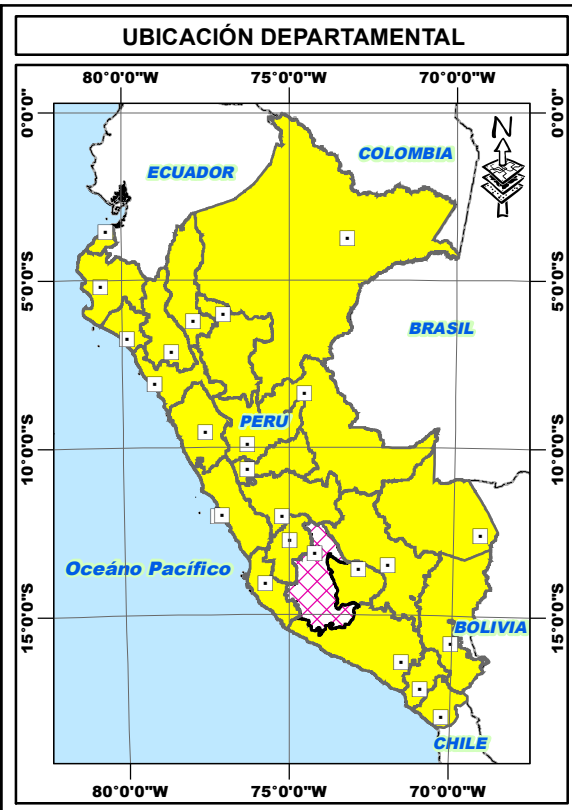 UBICACIÓN DEPARTAMENTAL
80°0'0"W 75°0'0"W 70°0'0"W
0°0'0" 0°0'0"
N
COLOMBIA
ECUADOR
5°0'0"S 5°0'0"S
BRASIL
PERU
10°0'0"S 10°0'0"S
Oceáno Pacífico
15°0'0"S 15°0'0"S
BOLIVIA
CHILE
80°0'0"W 75°0'0"W 70°0'0"W